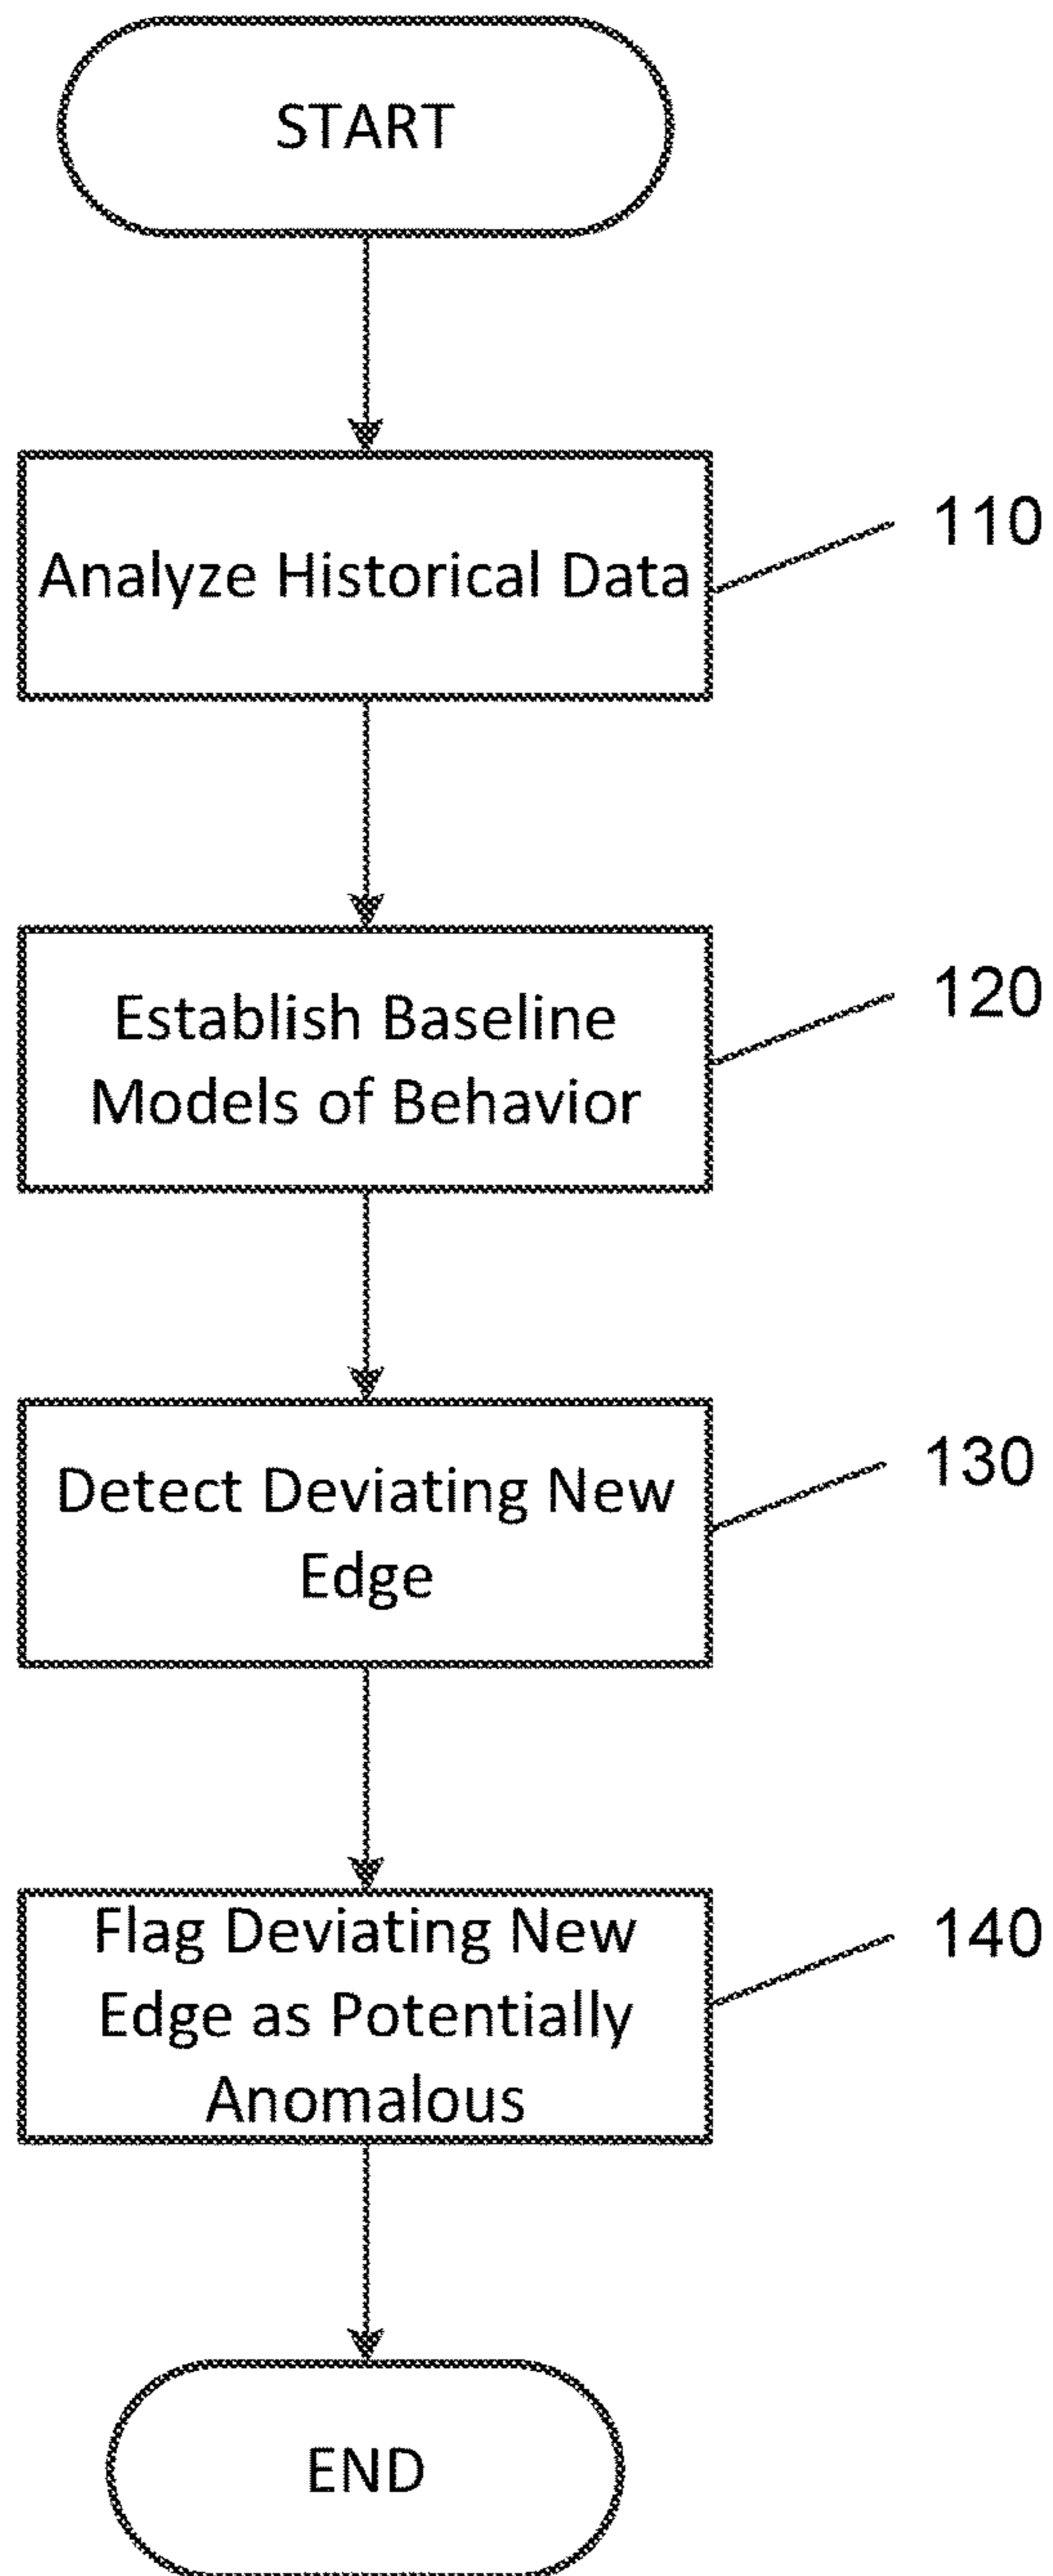 START
Analyze Historical Data
110
Establish Baseline
Models of Behavior
120
Detect Deviating New
Edge
130
Flag Deviating New
Edge as Potentially
Anomalous
140
END